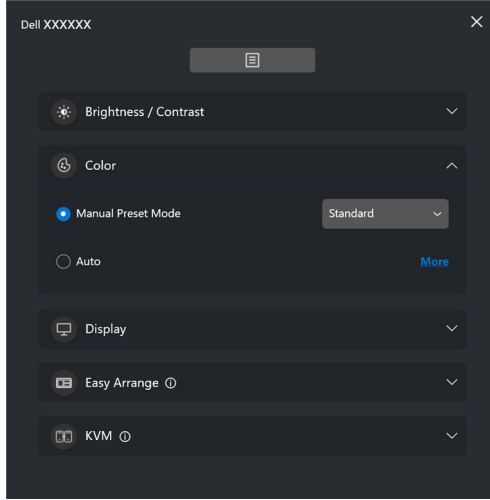 Dell XXXXXX
Brightness / Contrast
Color
Manual Preset Mode Standard
Auto More
Display
Easy Arrange
KVM